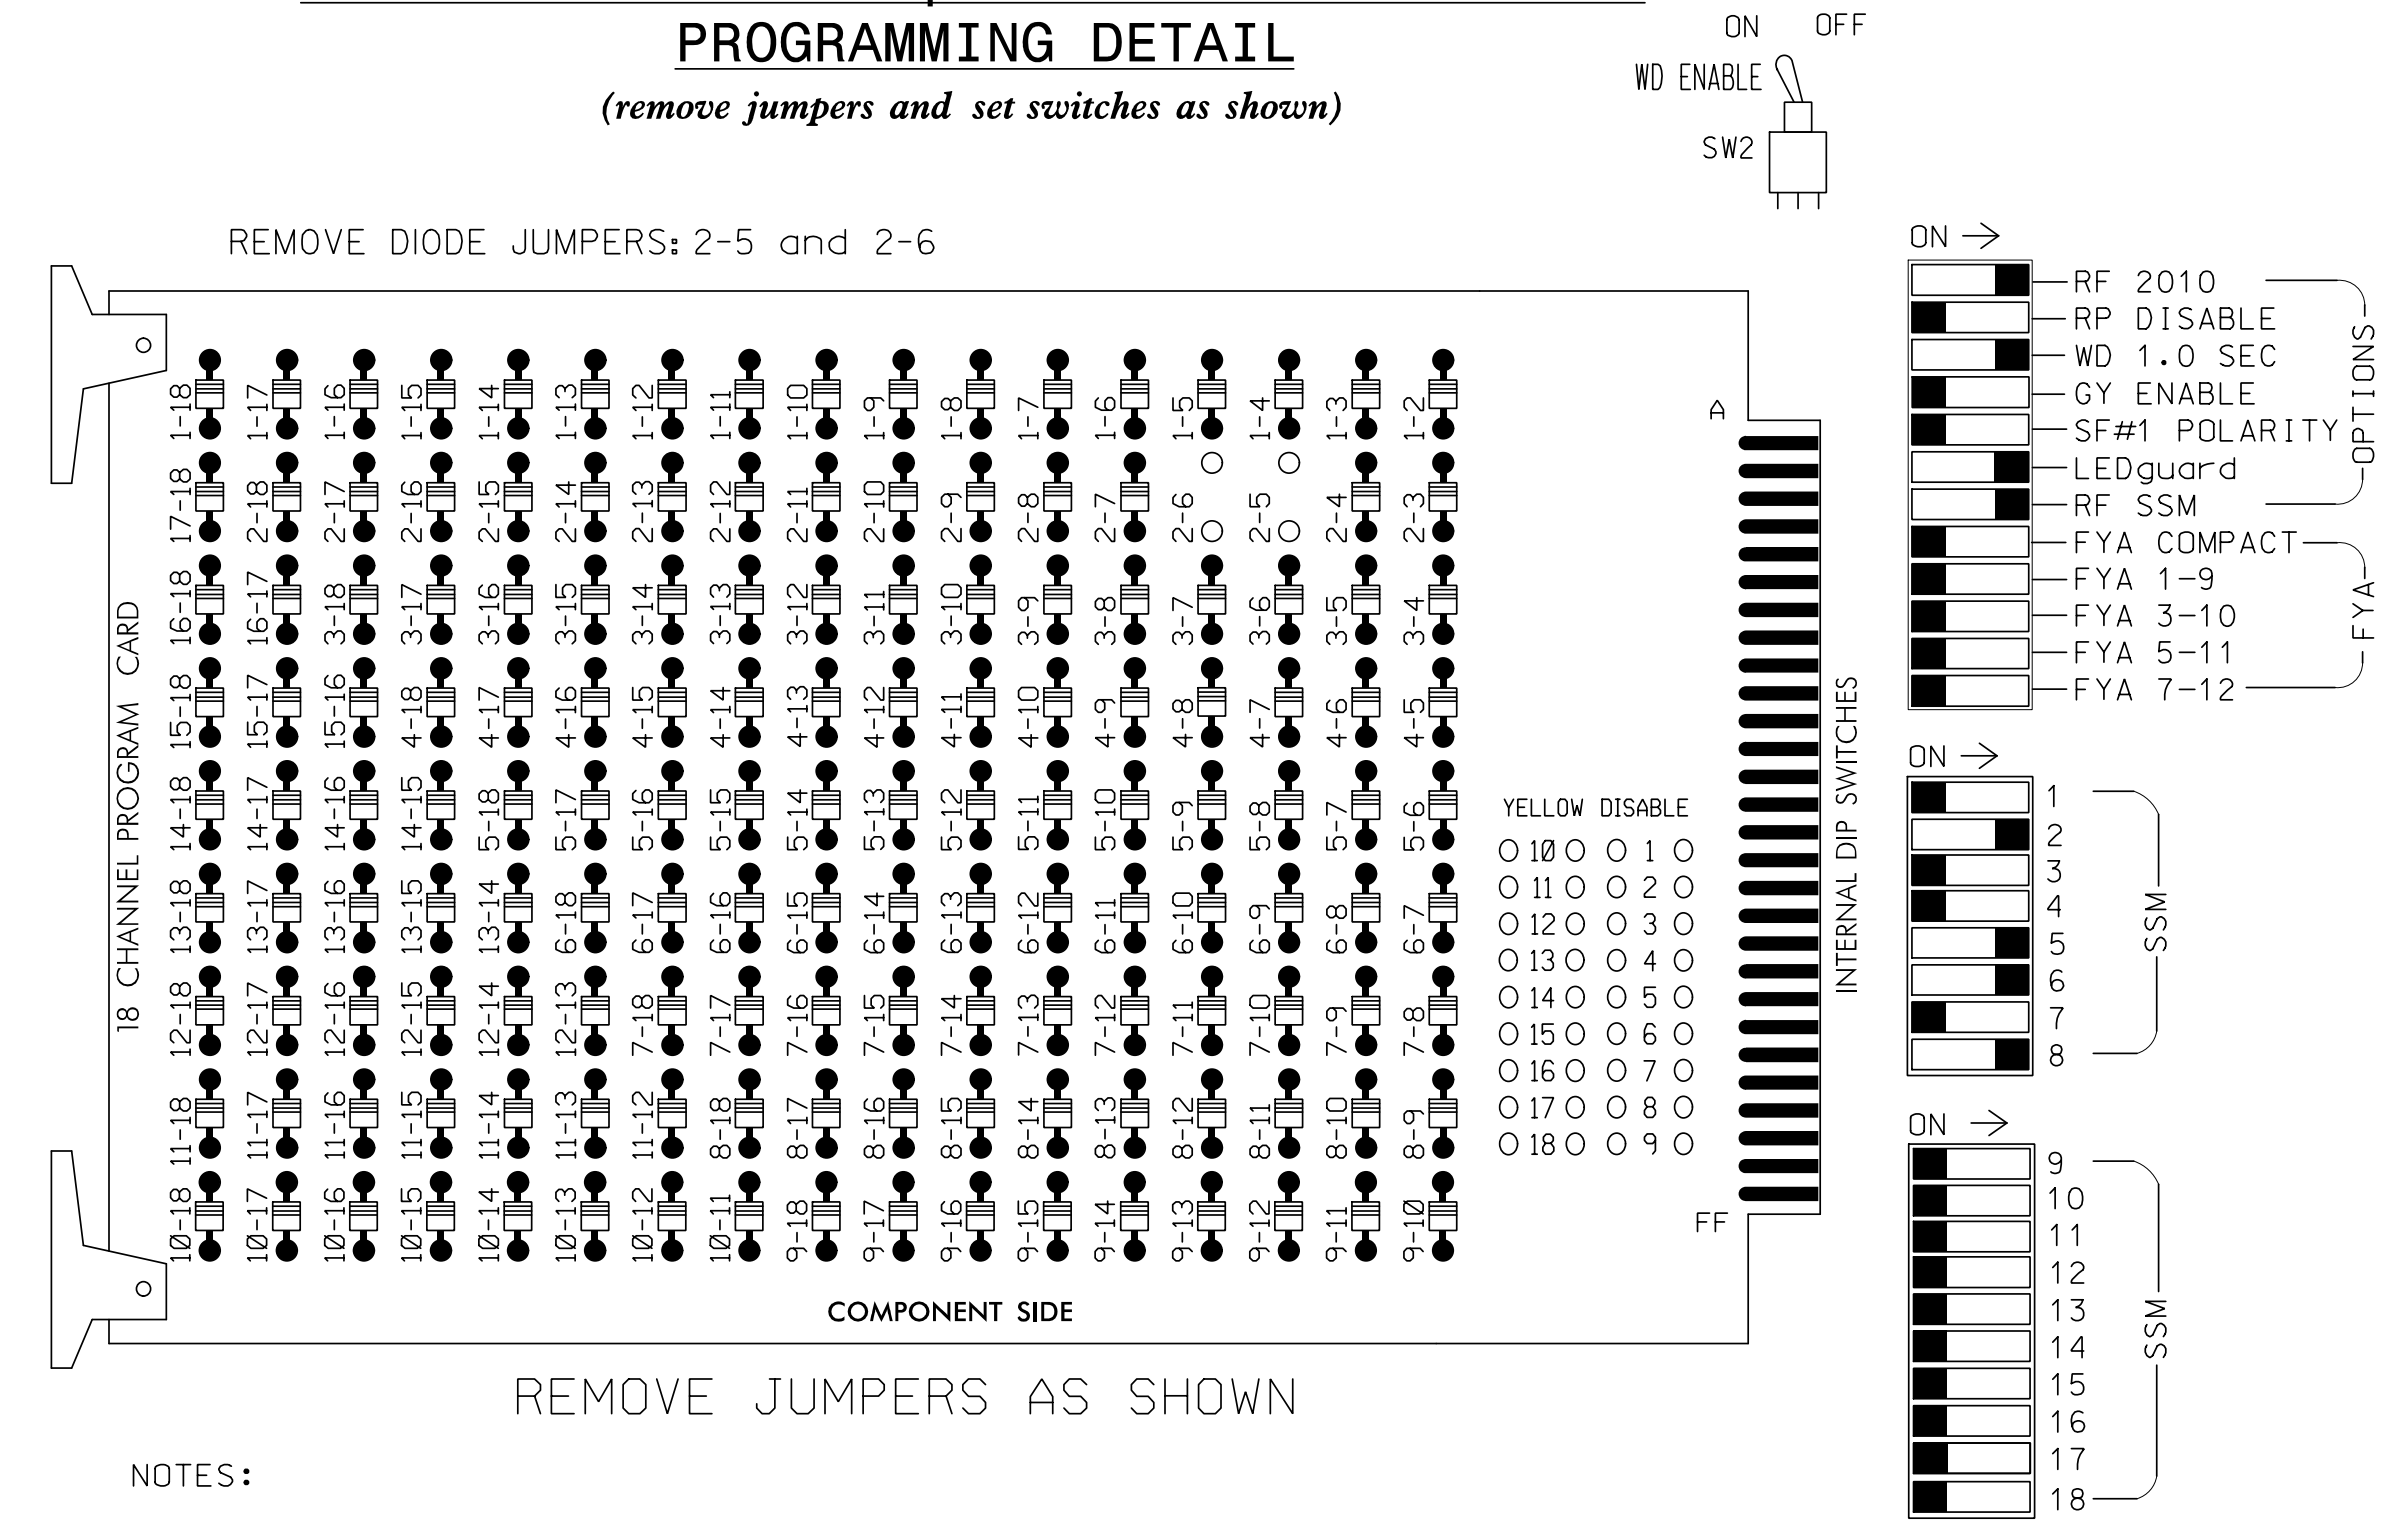 PROGRAMMING DETAIL
(remove jumpers and set switches as shown)
ON OFF
WD ENABLE
SW2
REMOVE DIODE JUMPERS: 2-5 and 2-6
18 CHANNEL PROGRAM CARD
1-18 1-17 1-16 1-15 1-14 1-13 1-12 1-11 1-10 1-9 1-8 1-7 1-6 1-5 1-4 1-3 1-2
17-18 2-18 2-17 2-16 2-15 2-14 2-13 2-12 2-11 2-10 2-9 2-8 2-7 2-6 2-5 2-4 2-3
16-18 16-17 3-18 3-17 3-16 3-15 3-14 3-13 3-12 3-11 3-10 3-9 3-8 3-7 3-6 3-5 3-4
15-18 15-17 15-16 4-18 4-17 4-16 4-15 4-14 4-13 4-12 4-11 4-10 4-9 4-8 4-7 4-6 4-5
14-18 14-17 14-16 14-15 5-18 5-17 5-16 5-15 5-14 5-13 5-12 5-11 5-10 5-9 5-8 5-7 5-6
13-18 13-17 13-16 13-15 13-14 6-18 6-17 6-16 6-15 6-14 6-13 6-12 6-11 6-10 6-9 6-8 6-7
12-18 12-17 12-16 12-15 12-14 12-13 7-18 7-17 7-16 7-15 7-14 7-13 7-12 7-11 7-10 7-9 7-8
11-18 11-17 11-16 11-15 11-14 11-13 11-12 8-18 8-17 8-16 8-15 8-14 8-13 8-12 8-11 8-10 8-9
10-18 10-17 10-16 10-15 10-14 10-13 10-12 10-11 9-18 9-17 9-16 9-15 9-14 9-13 9-12 9-11 9-10
A
YELLOW DISABLE
10 1
11 2
12 3
13 4
14 5
15 6
16 7
17 8
18 9
FF
COMPONENT SIDE
INTERNAL DIP SWITCHES
ON
RF 2010
RP DISABLE
WD 1.0 SEC
GY ENABLE
SF#1 POLARITY
LEDguard
RF SSM
OPTIONS
FYA COMPACT
FYA 1-9
FYA 3-10
FYA 5-11
FYA 7-12
FYA
ON
1
2
3
4
5
6
7
8
SSM
ON
9
10
11
12
13
14
15
16
17
18
SSM
REMOVE JUMPERS AS SHOWN
NOTES: